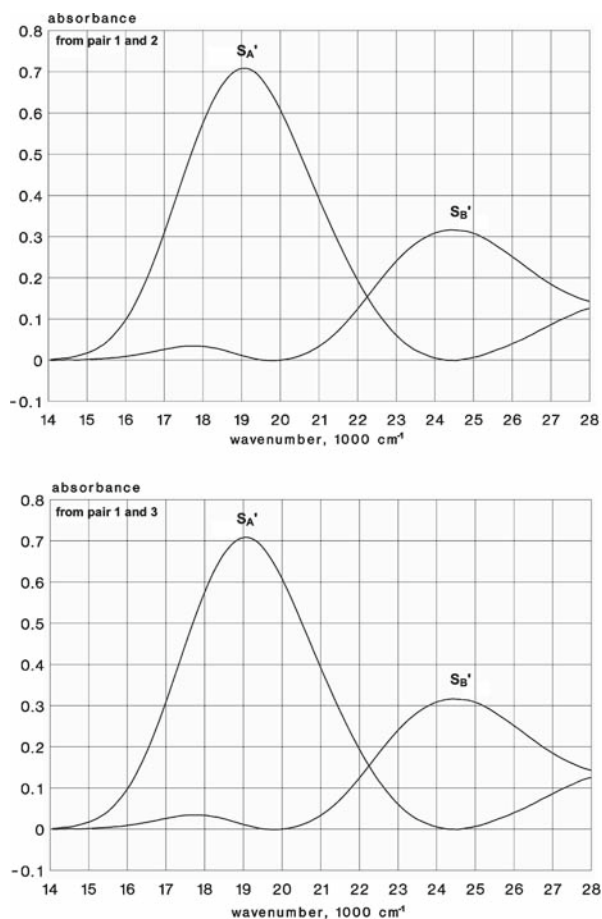 absorbance
0.8
from pair 1 and 2
S_A'
0.7
0.6
0.5
0.4
S_B'
0.3
0.2
0.1
0
-0.1
14 15 16 17 18 19 20 21 22 23 24 25 26 27 28
wavenumber, 1000 cm⁻¹
absorbance
0.8
from pair 1 and 3
S_A'
0.7
0.6
0.5
0.4
S_B'
0.3
0.2
0.1
0
-0.1
14 15 16 17 18 19 20 21 22 23 24 25 26 27 28
wavenumber, 1000 cm⁻¹